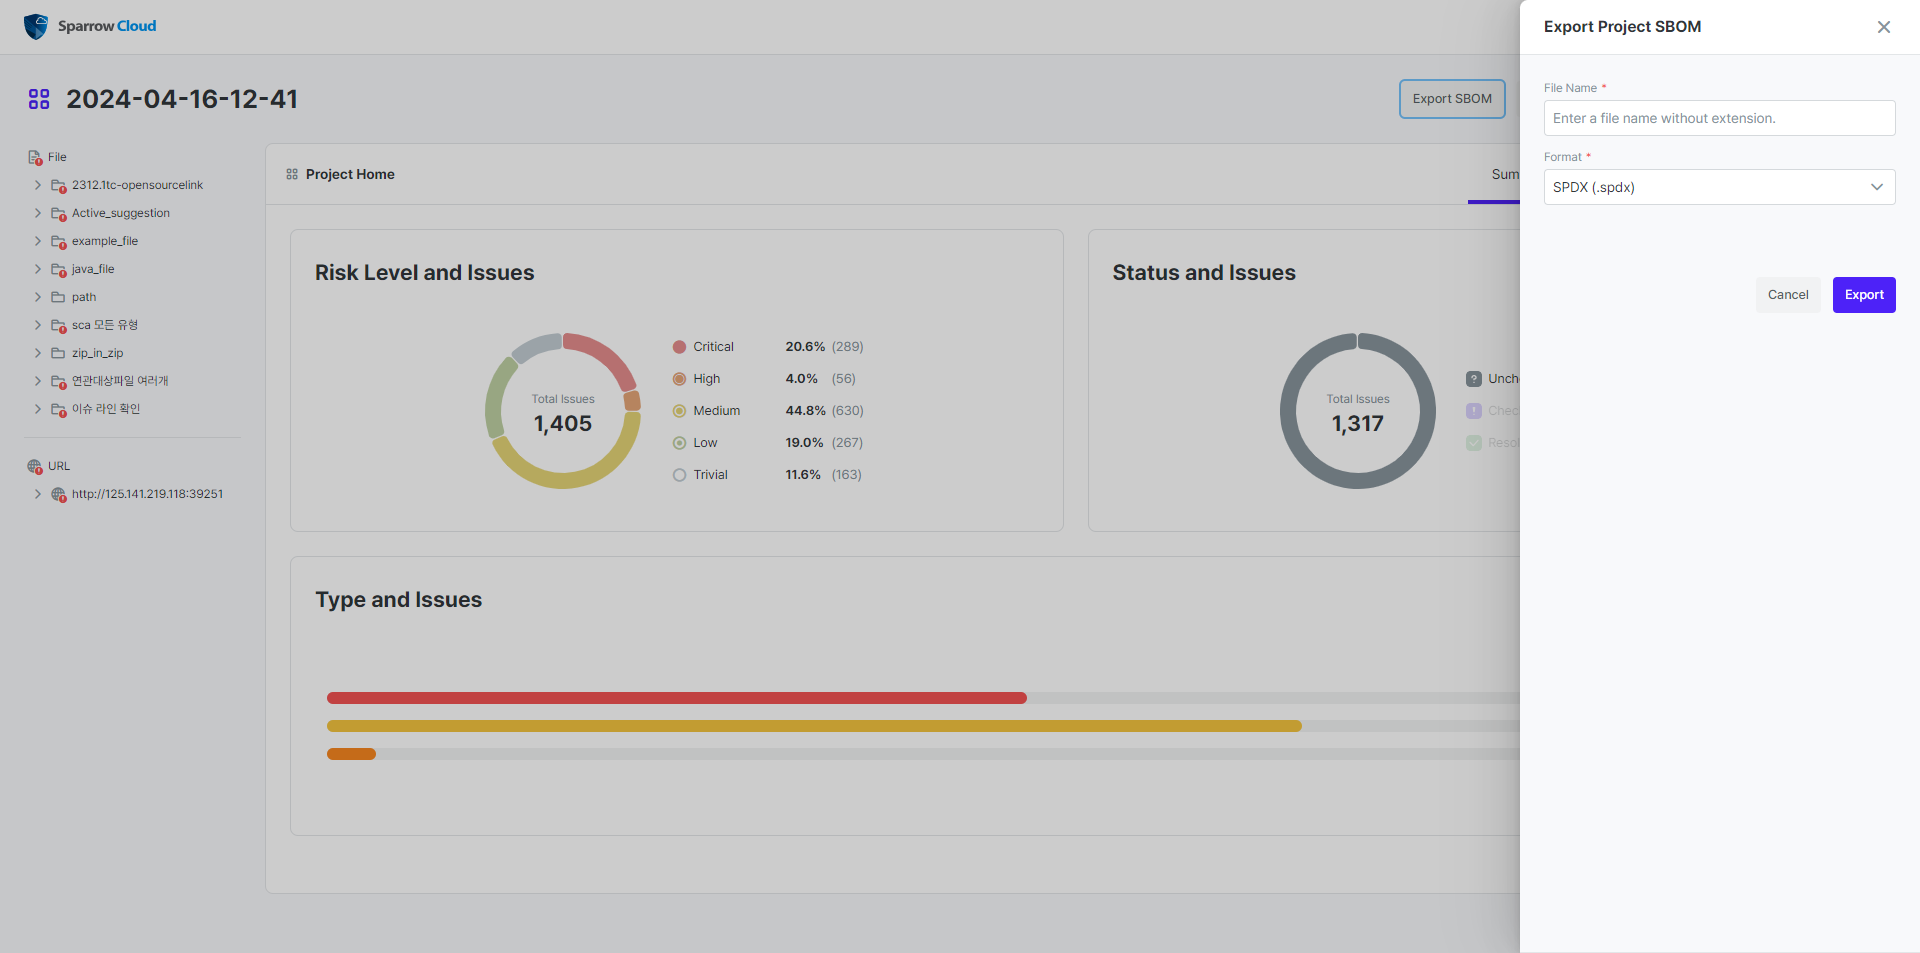 Sparrow Cloud
2024-04-16-12-41
Export SBOM
File
2312.1tc-opensourcelink
Active_suggestion
example_file
java_file
path
sca 모든 유형
zip_in_zip
연관대상파일 여러개
이슈 라인 확인
URL
http://125.141.219.118:39251
Project Home
Sum
Risk Level and Issues
Total Issues
1,405
Critical 20.6% (289)
High 4.0% (56)
Medium 44.8% (630)
Low 19.0% (267)
Trivial 11.6% (163)
Status and Issues
Total Issues
1,317
Unch
Chec
Resol
Type and Issues
Export Project SBOM
File Name *
Enter a file name without extension.
Format *
SPDX (.spdx)
Cancel
Export